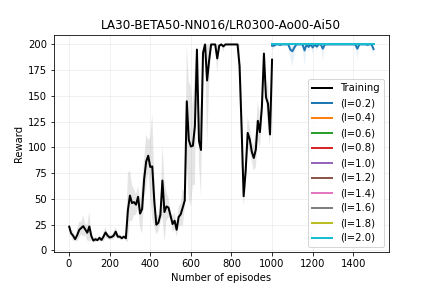 LA30-BETA50-NN016/LR0300-Ao00-Ai50
Reward
200
175
150
125
100
75
50
25
0
Training
(l=0.2)
(l=0.4)
(l=0.6)
(l=0.8)
(l=1.0)
(l=1.2)
(l=1.4)
(l=1.6)
(l=1.8)
(l=2.0)
0 200 400 600 800 1000 1200 1400
Number of episodes